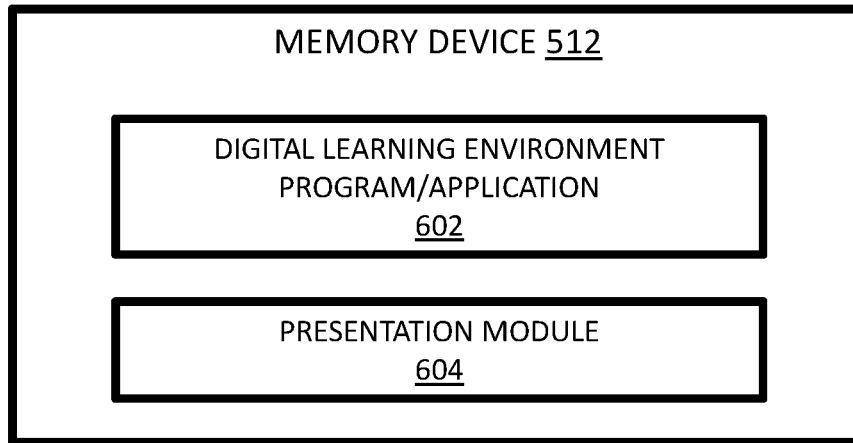 MEMORY DEVICE 512
DIGITAL LEARNING ENVIRONMENT
PROGRAM/APPLICATION
602
PRESENTATION MODULE
604